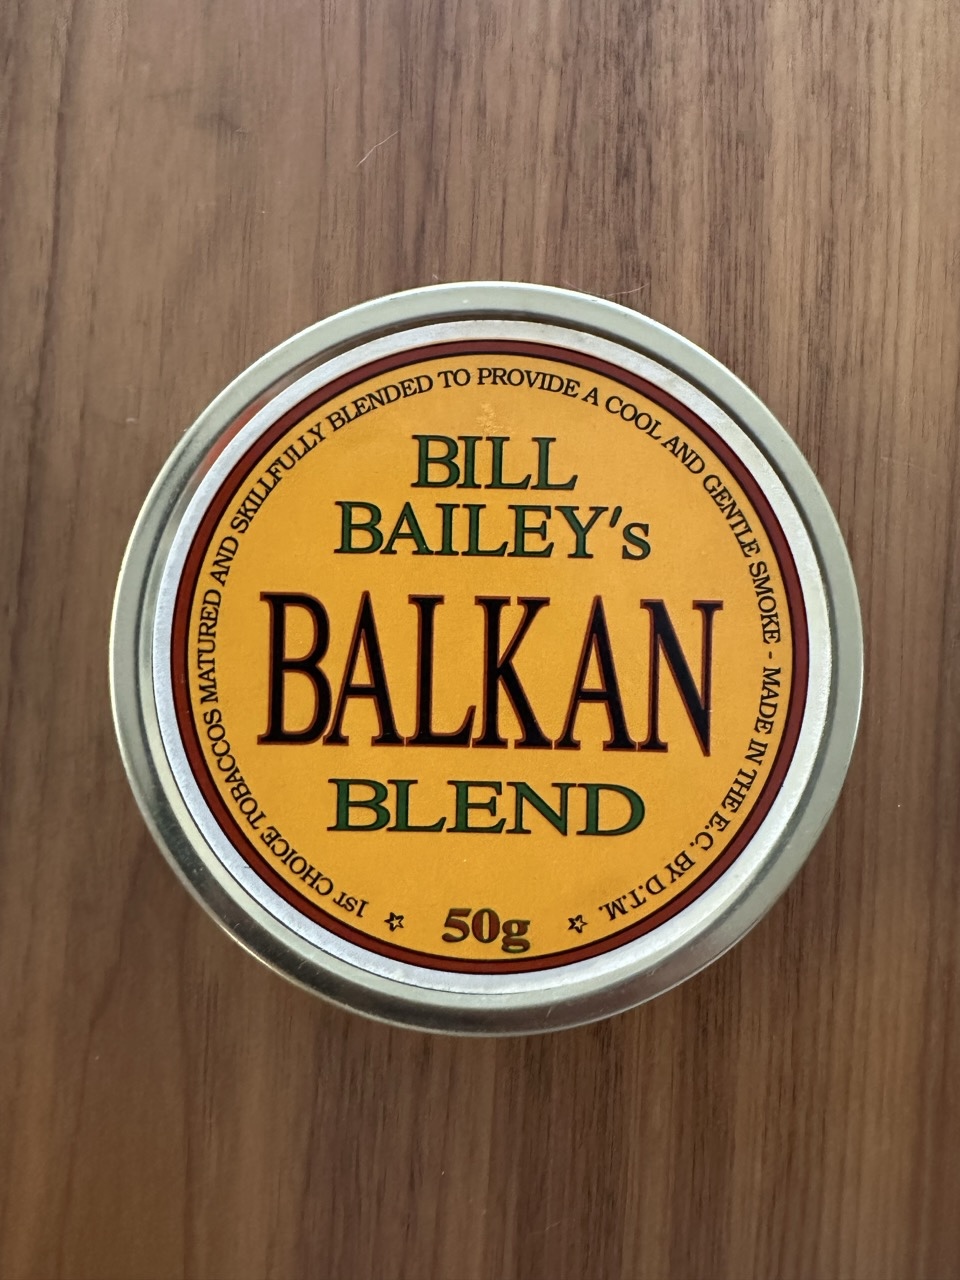 1ST CHOICE TOBACCOS MATURED AND SKILLFULLY BLENDED TO PROVIDE A COOL AND GENTLE SMOKE - MADE IN THE E.C. BY D.T.M.
BILL
BAILEY's
BALKAN
BLEND
50g